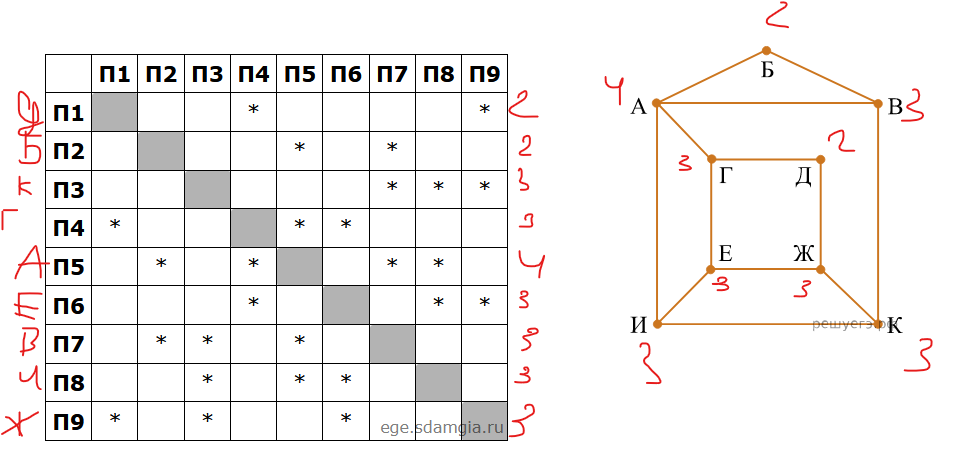 П1 П2 П3 П4 П5 П6 П7 П8 П9
Д П1 * * 2
Б П2 * * 2
К П3 * * * 3
Г П4 * * * 3
А П5 * * * * 4
Е П6 * * * 3
В П7 * * * 3
И П8 * * * 3
Ж П9 * * * 3
ege.sdamgia.ru
2
Б
4 А В 3
3 Г Д 2
Е Ж
3 3
И К
решуегэ.рф
3 3